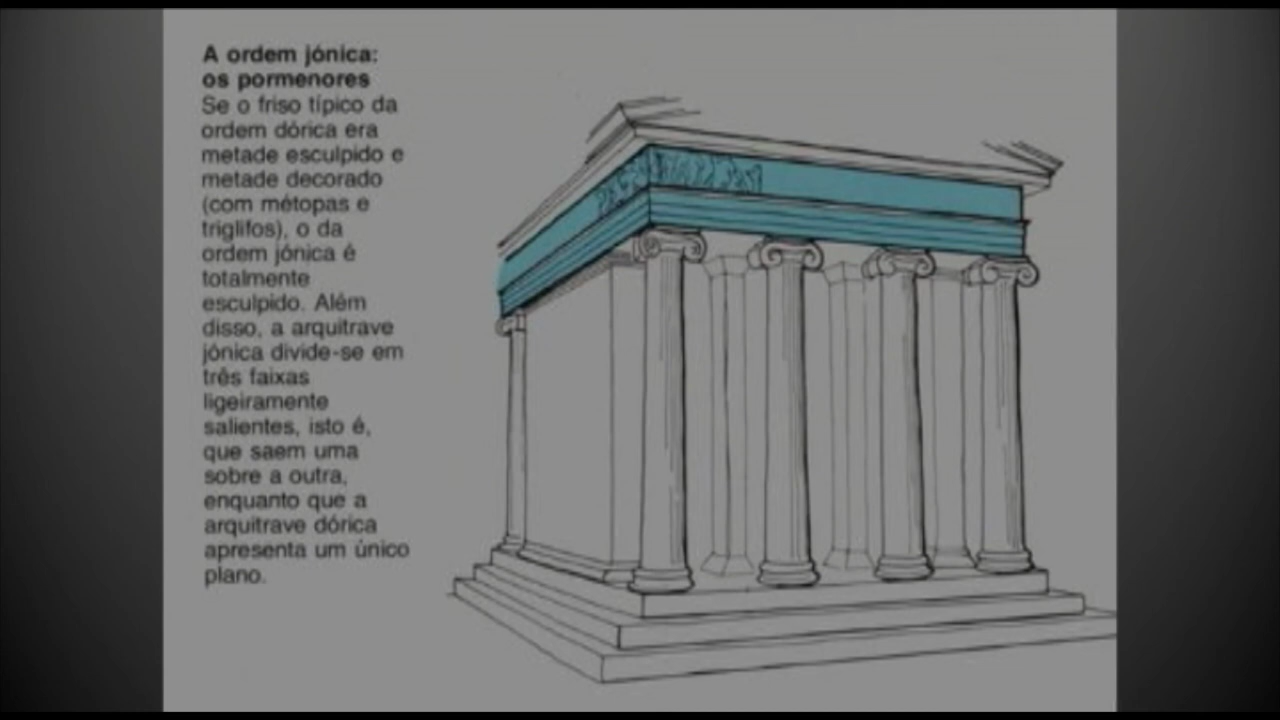 A ordem jónica:
os pormenores
Se o friso típico da
ordem dórica era
metade esculpido e
metade decorado
(com métopas e
triglifos), o da
ordem jónica é
totalmente
esculpido. Além
disso, a arquitrave
jónica divide-se em
três faixas
ligeiramente
salientes, isto é,
que saem uma
sobre a outra,
enquanto que a
arquitrave dórica
apresenta um único
plano.